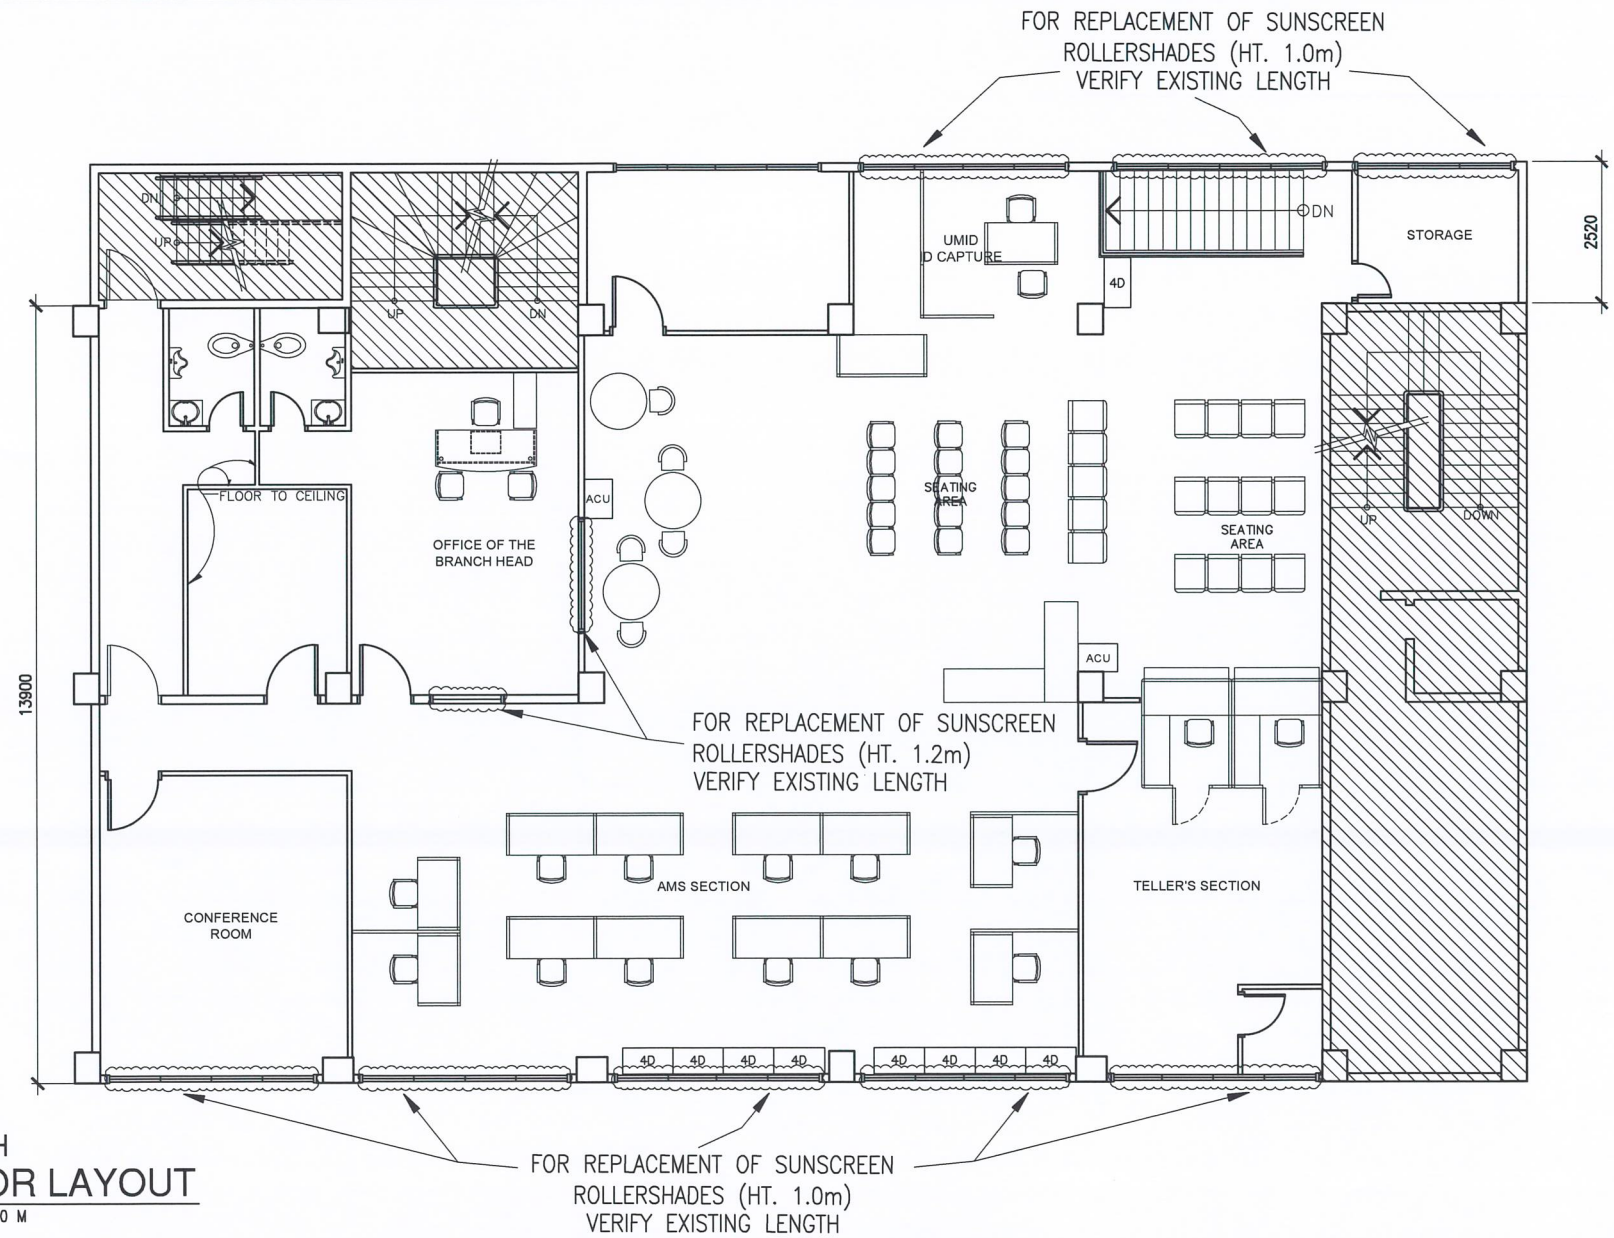 FOR REPLACEMENT OF SUNSCREEN
ROLLERSHADES (HT. 1.0m)
VERIFY EXISTING LENGTH
DN
UP
UP
DN
UMID
D CAPTURE
DN
STORAGE
2520
4D
FLOOR TO CEILING
ACU
OFFICE OF THE
BRANCH HEAD
SEATING
AREA
SEATING
AREA
UP
DOWN
ACU
13900
FOR REPLACEMENT OF SUNSCREEN
ROLLERSHADES (HT. 1.2m)
VERIFY EXISTING LENGTH
AMS SECTION
TELLER'S SECTION
CONFERENCE
ROOM
4D 4D 4D 4D
4D 4D 4D 4D
H
OR LAYOUT
0 M
FOR REPLACEMENT OF SUNSCREEN
ROLLERSHADES (HT. 1.0m)
VERIFY EXISTING LENGTH